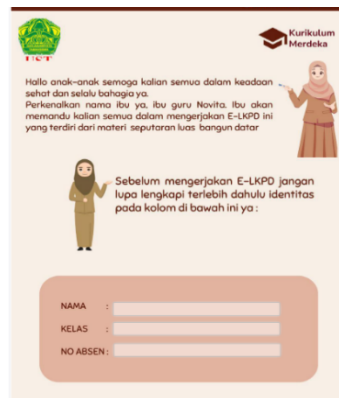 UST
Kurikulum
Merdeka
Hallo anak-anak semoga kalian semua dalam keadaan
sehat dan selalu bahagia ya.
Perkenalkan nama ibu ya, ibu guru Novita. Ibu akan
memandu kalian semua dalam mengerjakan E-LKPD ini
yang terdiri dari materi seputaran luas bangun datar
Sebelum mengerjakan E-LKPD jangan
lupa lengkapi terlebih dahulu identitas
pada kolom di bawah ini ya :
NAMA :
KELAS :
NO ABSEN :